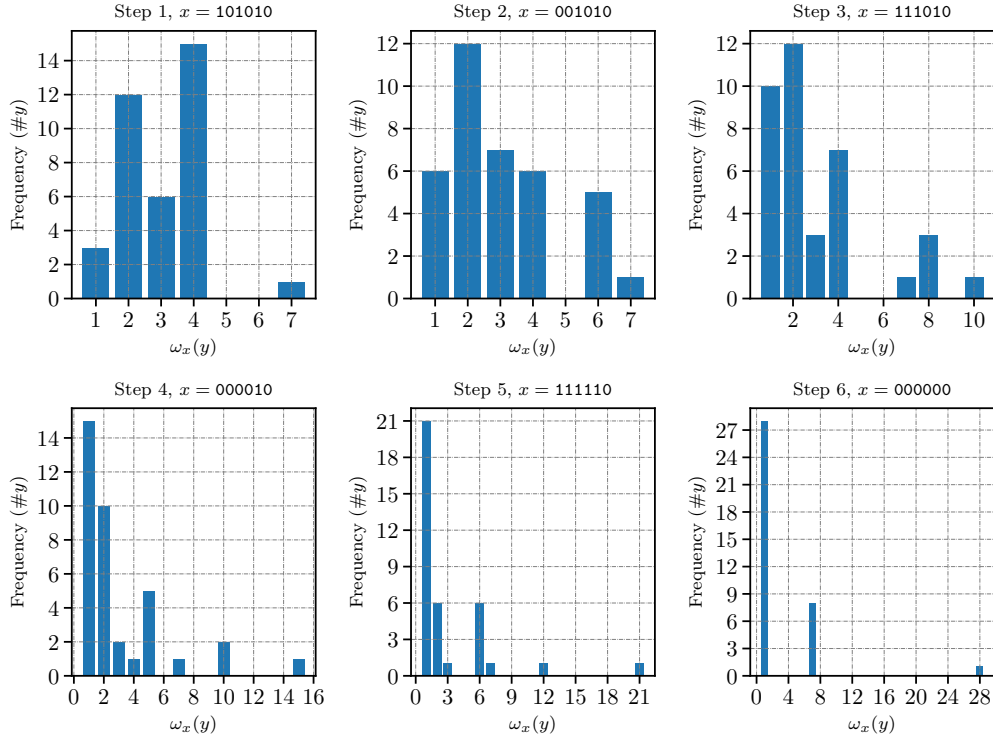 Step 1, x = 101010
Frequency (#y)
14
12
10
8
6
4
2
0
1 2 3 4 5 6 7
ωx(y)
Step 2, x = 001010
Frequency (#y)
12
10
8
6
4
2
0
1 2 3 4 5 6 7
ωx(y)
Step 3, x = 111010
Frequency (#y)
12
10
8
6
4
2
0
2 4 6 8 10
ωx(y)
Step 4, x = 000010
Frequency (#y)
14
12
10
8
6
4
2
0
0 2 4 6 8 10 12 14 16
ωx(y)
Step 5, x = 111110
Frequency (#y)
21
18
15
12
9
6
3
0
0 3 6 9 12 15 18 21
ωx(y)
Step 6, x = 000000
Frequency (#y)
27
24
21
18
15
12
9
6
3
0
0 4 8 12 16 20 24 28
ωx(y)